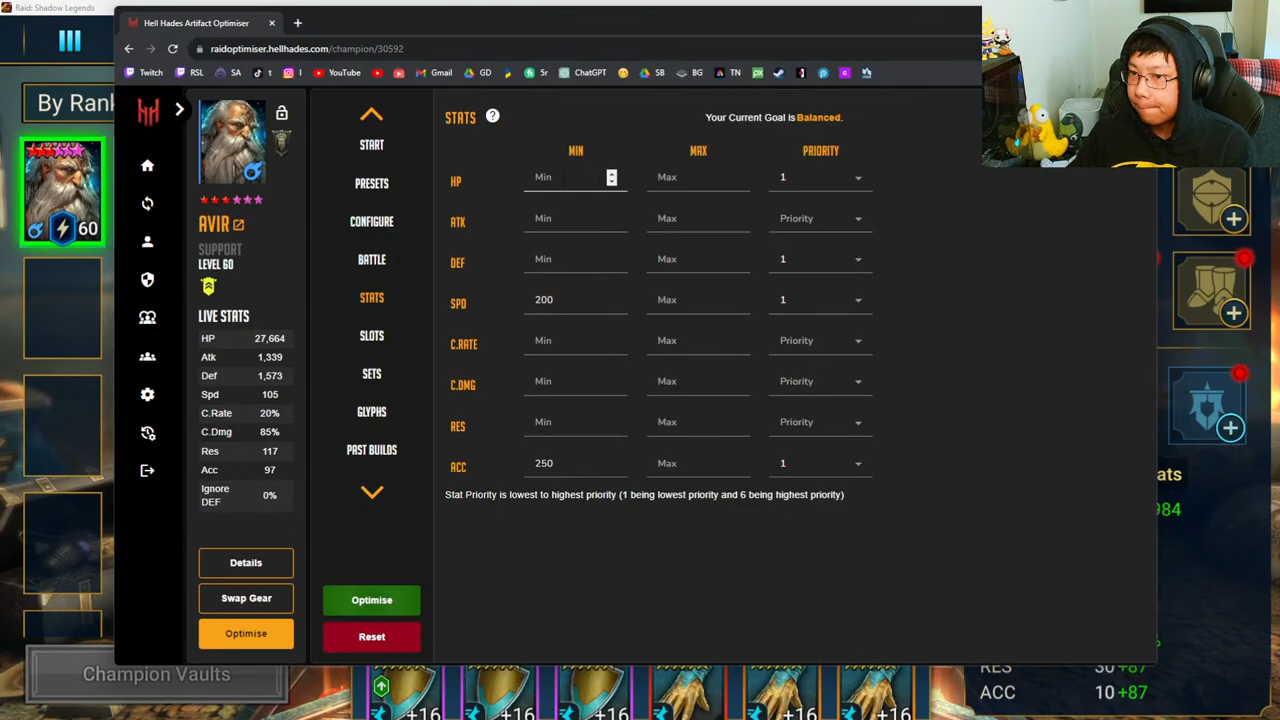 Raid: Shadow Legends
Hell Hades Artifact Optimiser
raidoptimiser.hellhades.com/champion/30592
Twitch RSL SA t I YouTube Gmail GD 5r ChatGPT SB BG TN
By Rank
60
AVIR
SUPPORT
LEVEL 60
LIVE STATS
HP 27,664
Atk 1,339
Def 1,573
Spd 105
C.Rate 20%
C.Dmg 85%
Res 117
Acc 97
Ignore DEF 0%
Details
Swap Gear
Optimise
START
PRESETS
CONFIGURE
BATTLE
STATS
SLOTS
SETS
GLYPHS
PAST BUILDS
Optimise
Reset
STATS ? Your Current Goal is Balanced.
MIN MAX PRIORITY
HP Min Max 1
ATK Min Max Priority
DEF Min Max 1
SPD 200 Max 1
C.RATE Min Max Priority
C.DMG Min Max Priority
RES Min Max Priority
ACC 250 Max 1
Stat Priority is lowest to highest priority (1 being lowest priority and 6 being highest priority)
Champion Vaults
+16 +16 +16 +16 +16 +16
984
ACC 10 +87